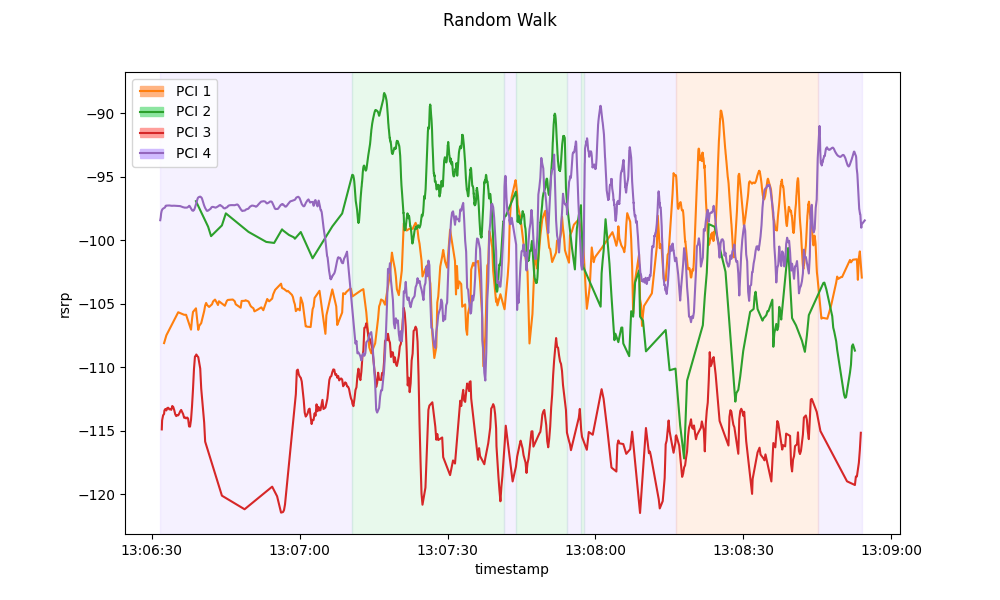 Random Walk
PCI 1
PCI 2
PCI 3
PCI 4
−90
−95
−100
−105
−110
−115
−120
rsrp
13:06:30
13:07:00
13:07:30
13:08:00
13:08:30
13:09:00
timestamp